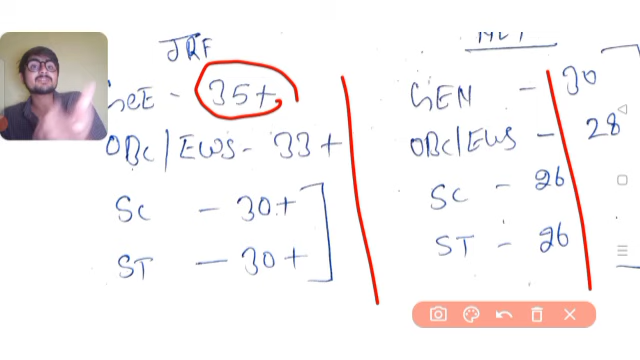 JRF
GEN - 35+
OBC/EWS - 33+
SC - 30+
ST - 30+
GEN - 30
OBC/EWS - 28
SC - 26
ST - 26